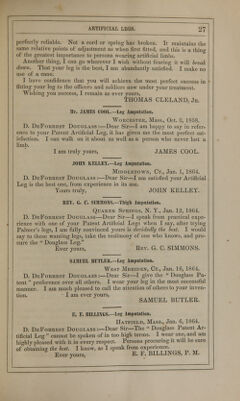 ARTIFICIAL LEGS. 27
perfectly reliable. Not a cord or spring has broken. It maintains the
same relative points of adjustment as when first fitted, and this is a thing
of the greatest importance to persons wearing artificial limbs.
Another thing, I can go wherever I wish without fearing it will break
down. That your leg is the best, I am abundantly satisfied. I make no
use of a cane.
I have confidence that you will achieve the most perfect success in
fitting your leg to the officers and soldiers now under your treatment.
Wishing you success, I remain as ever yours,
THOMAS CLELAND, Jr.
Mr. JAMES COOL.—Leg Amputation.
Worcester, Mass., Oct. 6, 1858.
D. DeForrest Douglass—Dear Sir—I am happy to say in refer-
ence to your Patent Artificial Leg, it has given me the most perfect sat-
isfaction. I can walk on it about as well as a person who never lost a
limb.
I am truly yours, JAMES COOL.
JOHN KELLEY.—Leg Amputation.
Middletown, Ct., Jan. 5, 1864.
D. DeForrest Douglass—Dear Sir—I am satisfied your Artificial
Leg is the best one, from experience in its use.
Yours truly, JOHN KELLEY.
REV. G. C. SIMMONS.—Thigh Amputation.
Quaker Springs, N. Y., Jan. 13, 1864.
D. DeForrest Douglass—Dear Sir—I speak from practical expe-
rience with one of your Patent Artificial Legs when I say, after trying
Palmer's legs, I am fully convinced yours is decidedly the best. I would
say to those wanting legs, take the testimony of one who knows, and pro-
cure the "Douglass Leg."
Ever yours, Rev. G. C. SIMMONS.
SAMUEL BUTLER.—Leg Amputation.
West Meriden, Ct., Jan. 18, 1864.
D. DeForrest Douglass—Dear Sir—I give the "Douglass Pa-
tent" preference over all others. I wear your leg in the most successful
manner. I am much pleased to call the attention of others to your inven-
tion. I am ever yours,
SAMUEL BUTLER.
E. F. BILLINGS.—Leg Amputation.
Hatfield, Mass., Jan. 6, 1864.
D. DeForrest Douglass—Dear Sir—The "Douglass Patent Ar-
tificial Leg" cannot be spoken of in too high terms. I wear one, and am
highly pleased with it in every respect. Persons procuring it will be sure
of obtaining the best. I know, as I speak from experience.
Ever yours, E. F. BILLINGS, P. M.